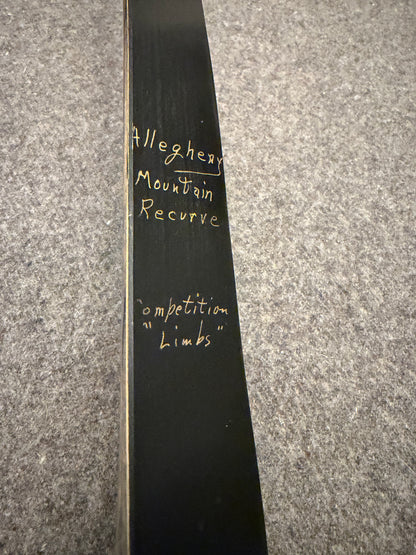 Allegheny
Mountain
Recurve
Competition
"Limbs"